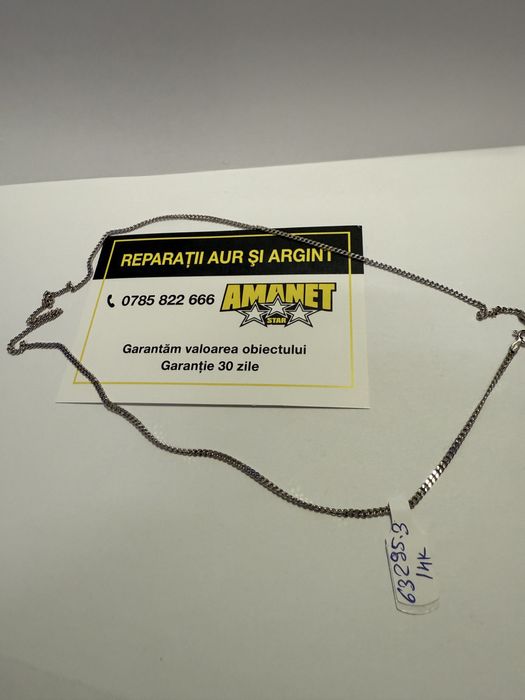 REPARAȚII AUR ȘI ARGINT
0785 822 666
AMANET
STAR
Garantăm valoarea obiectului
Garanție 30 zile
63295.3
14K